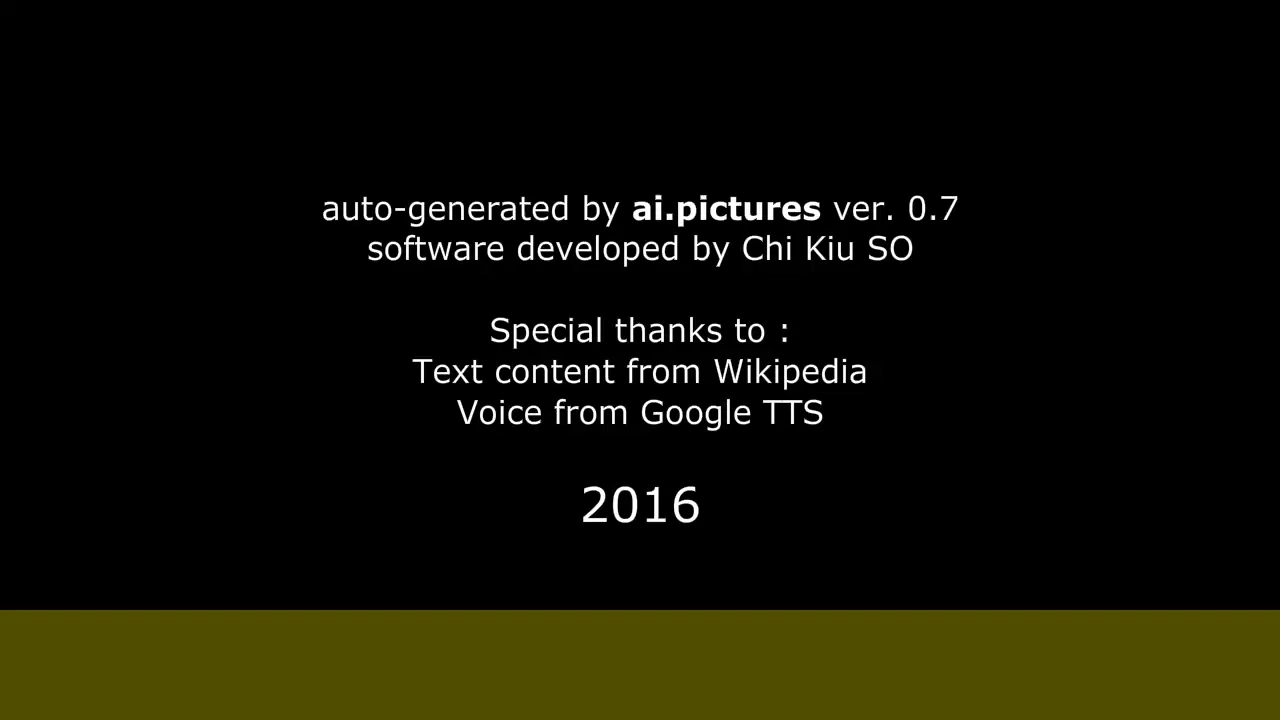 auto-generated by ai.pictures ver. 0.7
software developed by Chi Kiu SO
Special thanks to :
Text content from Wikipedia
Voice from Google TTS
2016